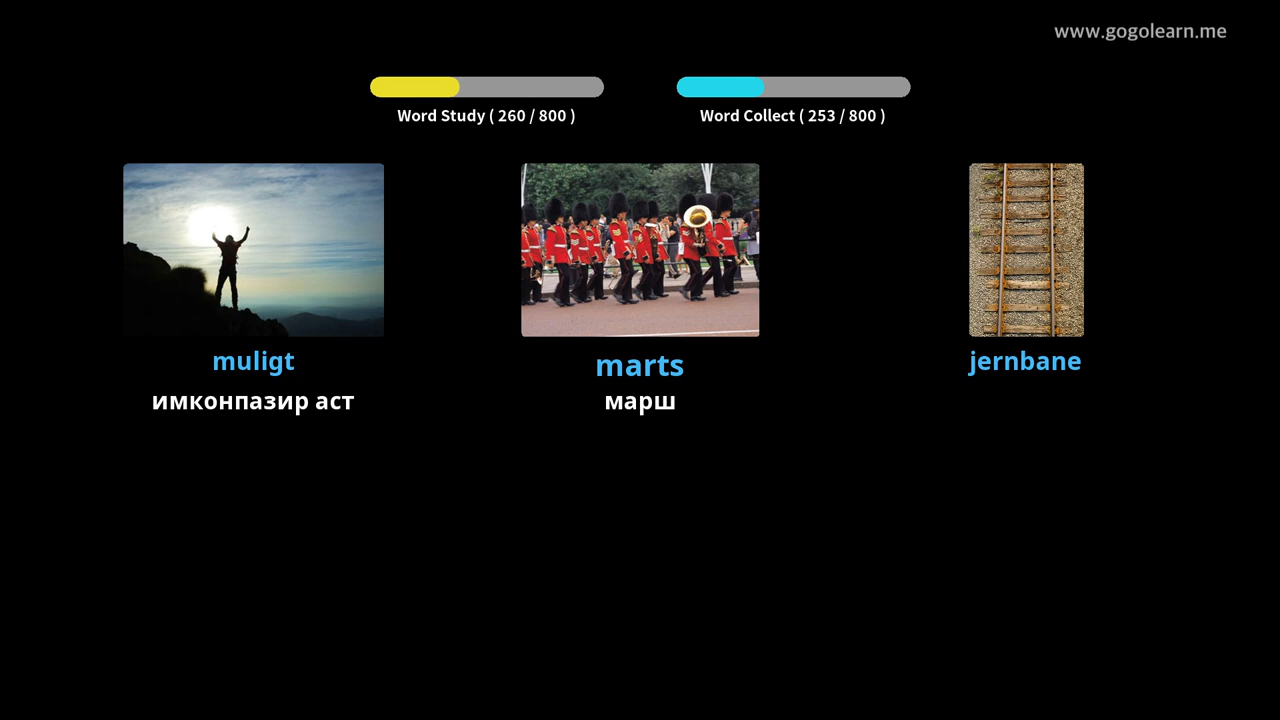 www.gogolearn.me
Word Study ( 260 / 800 )
Word Collect ( 253 / 800 )
muligt
marts
jernbane
имконпазир аст
марш